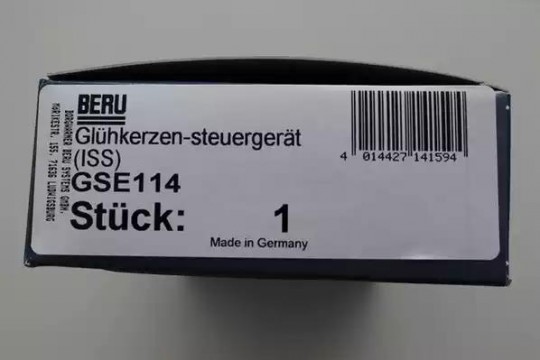 BERU
Glühkerzen-steuergerät
(ISS)
GSE114
Stück: 1
Made in Germany
4 014427 141594
BORGWARNER BERU SYSTEMS GMBH.
MÖRIKESTR. 155. 71636 LUDWIGSBURG